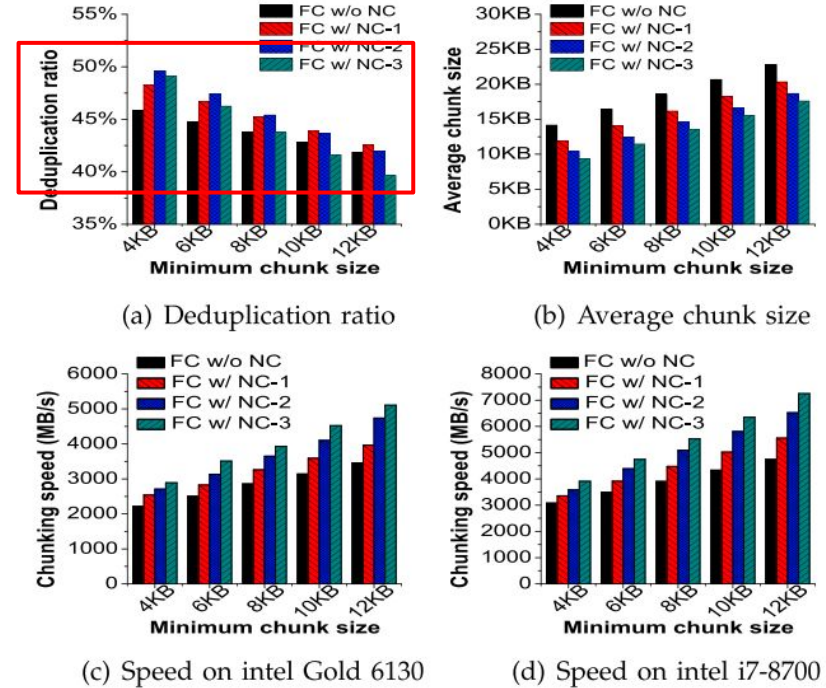 55%
50%
45%
40%
35%
Deduplication ratio
FC w/o NC
FC w/ NC-1
FC w/ NC-2
FC w/ NC-3
4KB 6KB 8KB 10KB 12KB
Minimum chunk size
(a) Deduplication ratio
30KB
25KB
20KB
15KB
10KB
5KB
0KB
Average chunk size
FC w/o NC
FC w/ NC-1
FC w/ NC-2
FC w/ NC-3
4KB 6KB 8KB 10KB 12KB
Minimum chunk size
(b) Average chunk size
6000
5000
4000
3000
2000
1000
0
Chunking speed (MB/s)
FC w/o NC
FC w/ NC-1
FC w/ NC-2
FC w/ NC-3
4KB 6KB 8KB 10KB 12KB
Minimum chunk size
(c) Speed on intel Gold 6130
8000
7000
6000
5000
4000
3000
2000
1000
0
Chunking speed (MB/s)
FC w/o NC
FC w/ NC-1
FC w/ NC-2
FC w/ NC-3
4KB 6KB 8KB 10KB 12KB
Minimum chunk size
(d) Speed on intel i7-8700